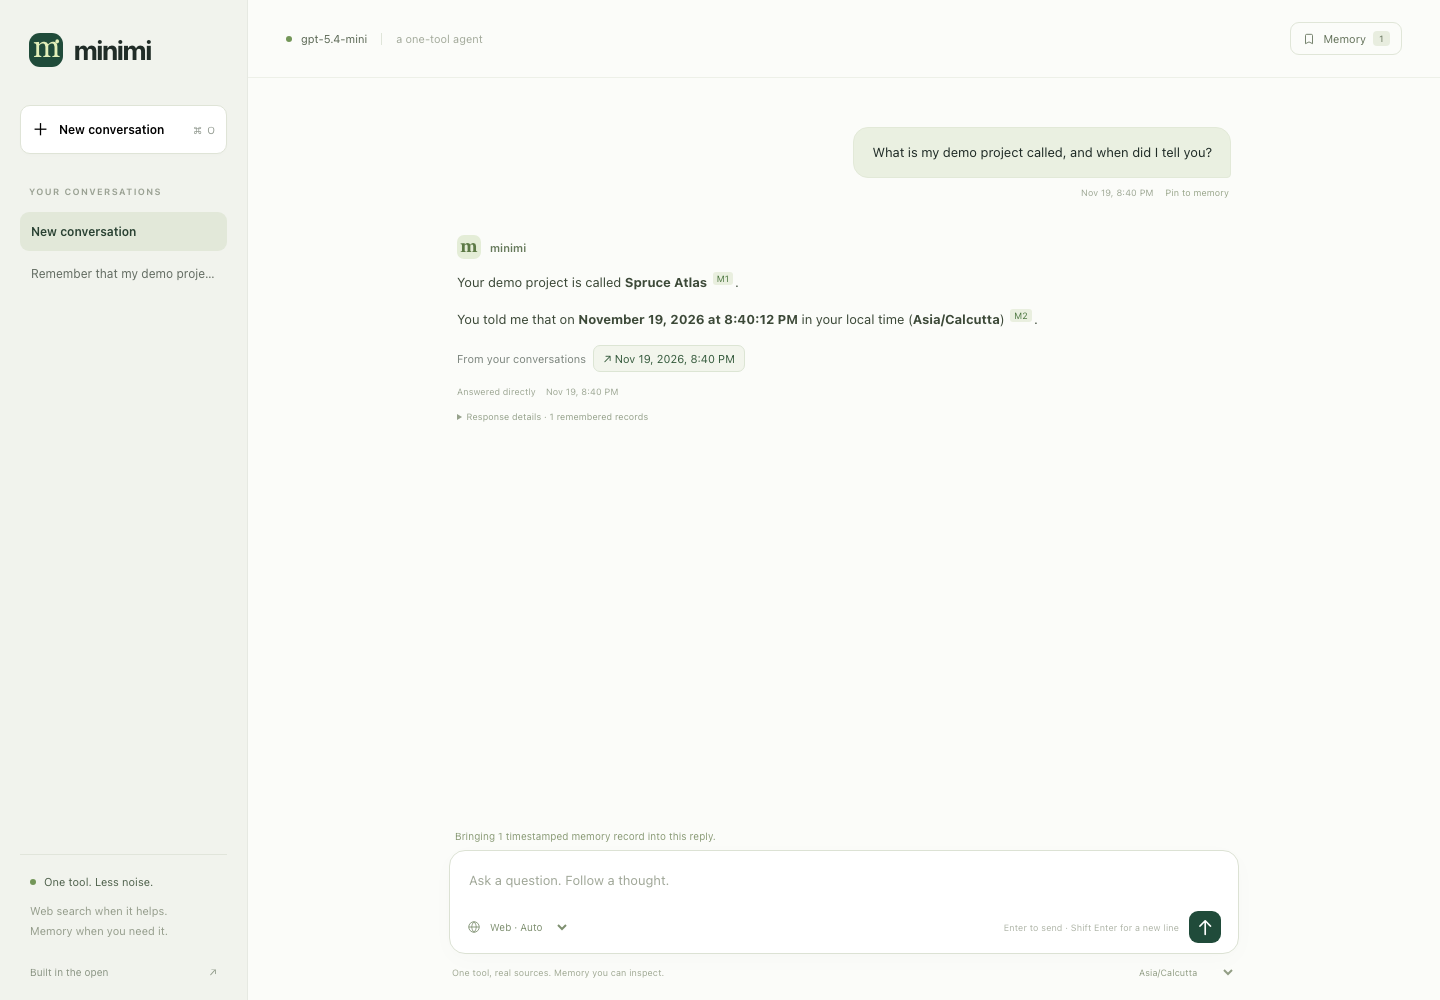 m minimi
New conversation ⌘ O
YOUR CONVERSATIONS
New conversation
Remember that my demo proje...
One tool. Less noise.
Web search when it helps.
Memory when you need it.
Built in the open ↗
gpt-5.4-mini a one-tool agent
Memory 1
What is my demo project called, and when did I tell you?
Nov 19, 8:40 PM Pin to memory
m minimi
Your demo project is called Spruce Atlas M1 .
You told me that on November 19, 2026 at 8:40:12 PM in your local time (Asia/Calcutta) M2 .
From your conversations ↗ Nov 19, 2026, 8:40 PM
Answered directly Nov 19, 8:40 PM
▶ Response details · 1 remembered records
Bringing 1 timestamped memory record into this reply.
Ask a question. Follow a thought.
Web · Auto
Enter to send · Shift Enter for a new line
One tool, real sources. Memory you can inspect.
Asia/Calcutta